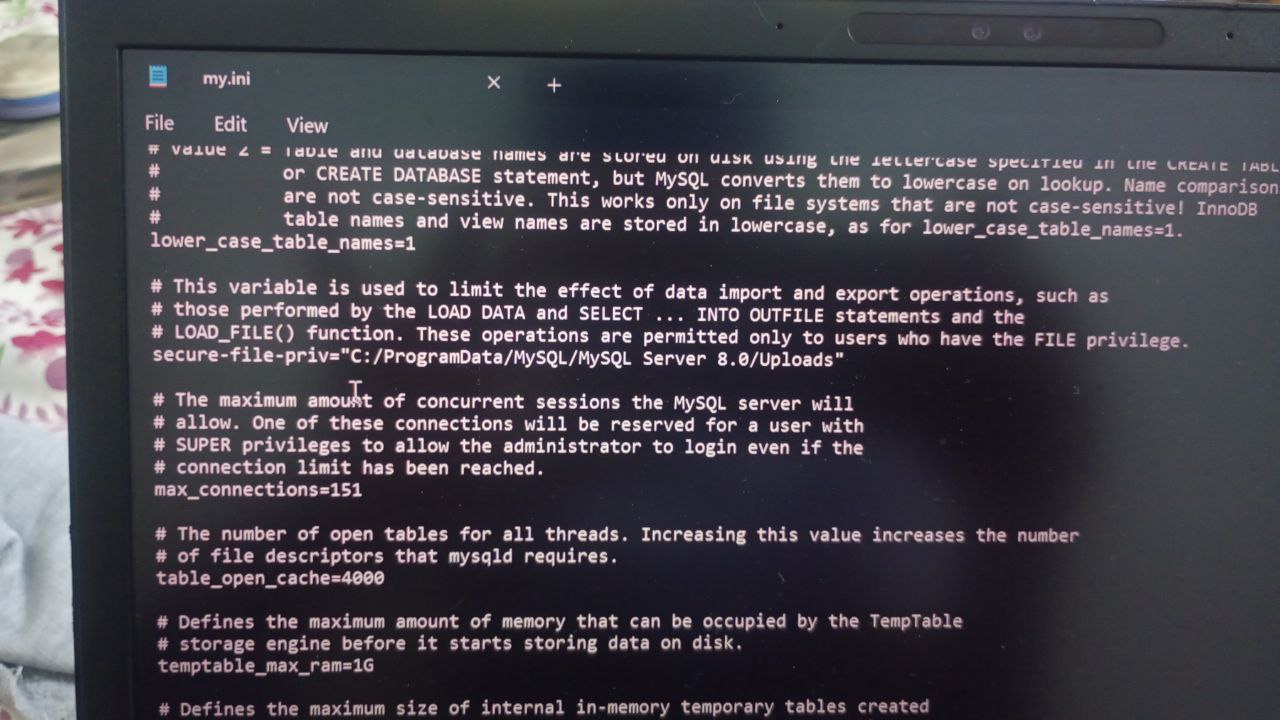 my.ini
File Edit View
# Value 2 = Table and database names are stored on disk using the lettercase specified in the CREATE TABL
# or CREATE DATABASE statement, but MySQL converts them to lowercase on lookup. Name comparison
# are not case-sensitive. This works only on file systems that are not case-sensitive! InnoDB
# table names and view names are stored in lowercase, as for lower_case_table_names=1.
lower_case_table_names=1
# This variable is used to limit the effect of data import and export operations, such as
# those performed by the LOAD DATA and SELECT ... INTO OUTFILE statements and the
# LOAD_FILE() function. These operations are permitted only to users who have the FILE privilege.
secure-file-priv="C:/ProgramData/MySQL/MySQL Server 8.0/Uploads"
# The maximum amount of concurrent sessions the MySQL server will
# allow. One of these connections will be reserved for a user with
# SUPER privileges to allow the administrator to login even if the
# connection limit has been reached.
max_connections=151
# The number of open tables for all threads. Increasing this value increases the number
# of file descriptors that mysqld requires.
table_open_cache=4000
# Defines the maximum amount of memory that can be occupied by the TempTable
# storage engine before it starts storing data on disk.
temptable_max_ram=1G
# Defines the maximum size of internal in-memory temporary tables created